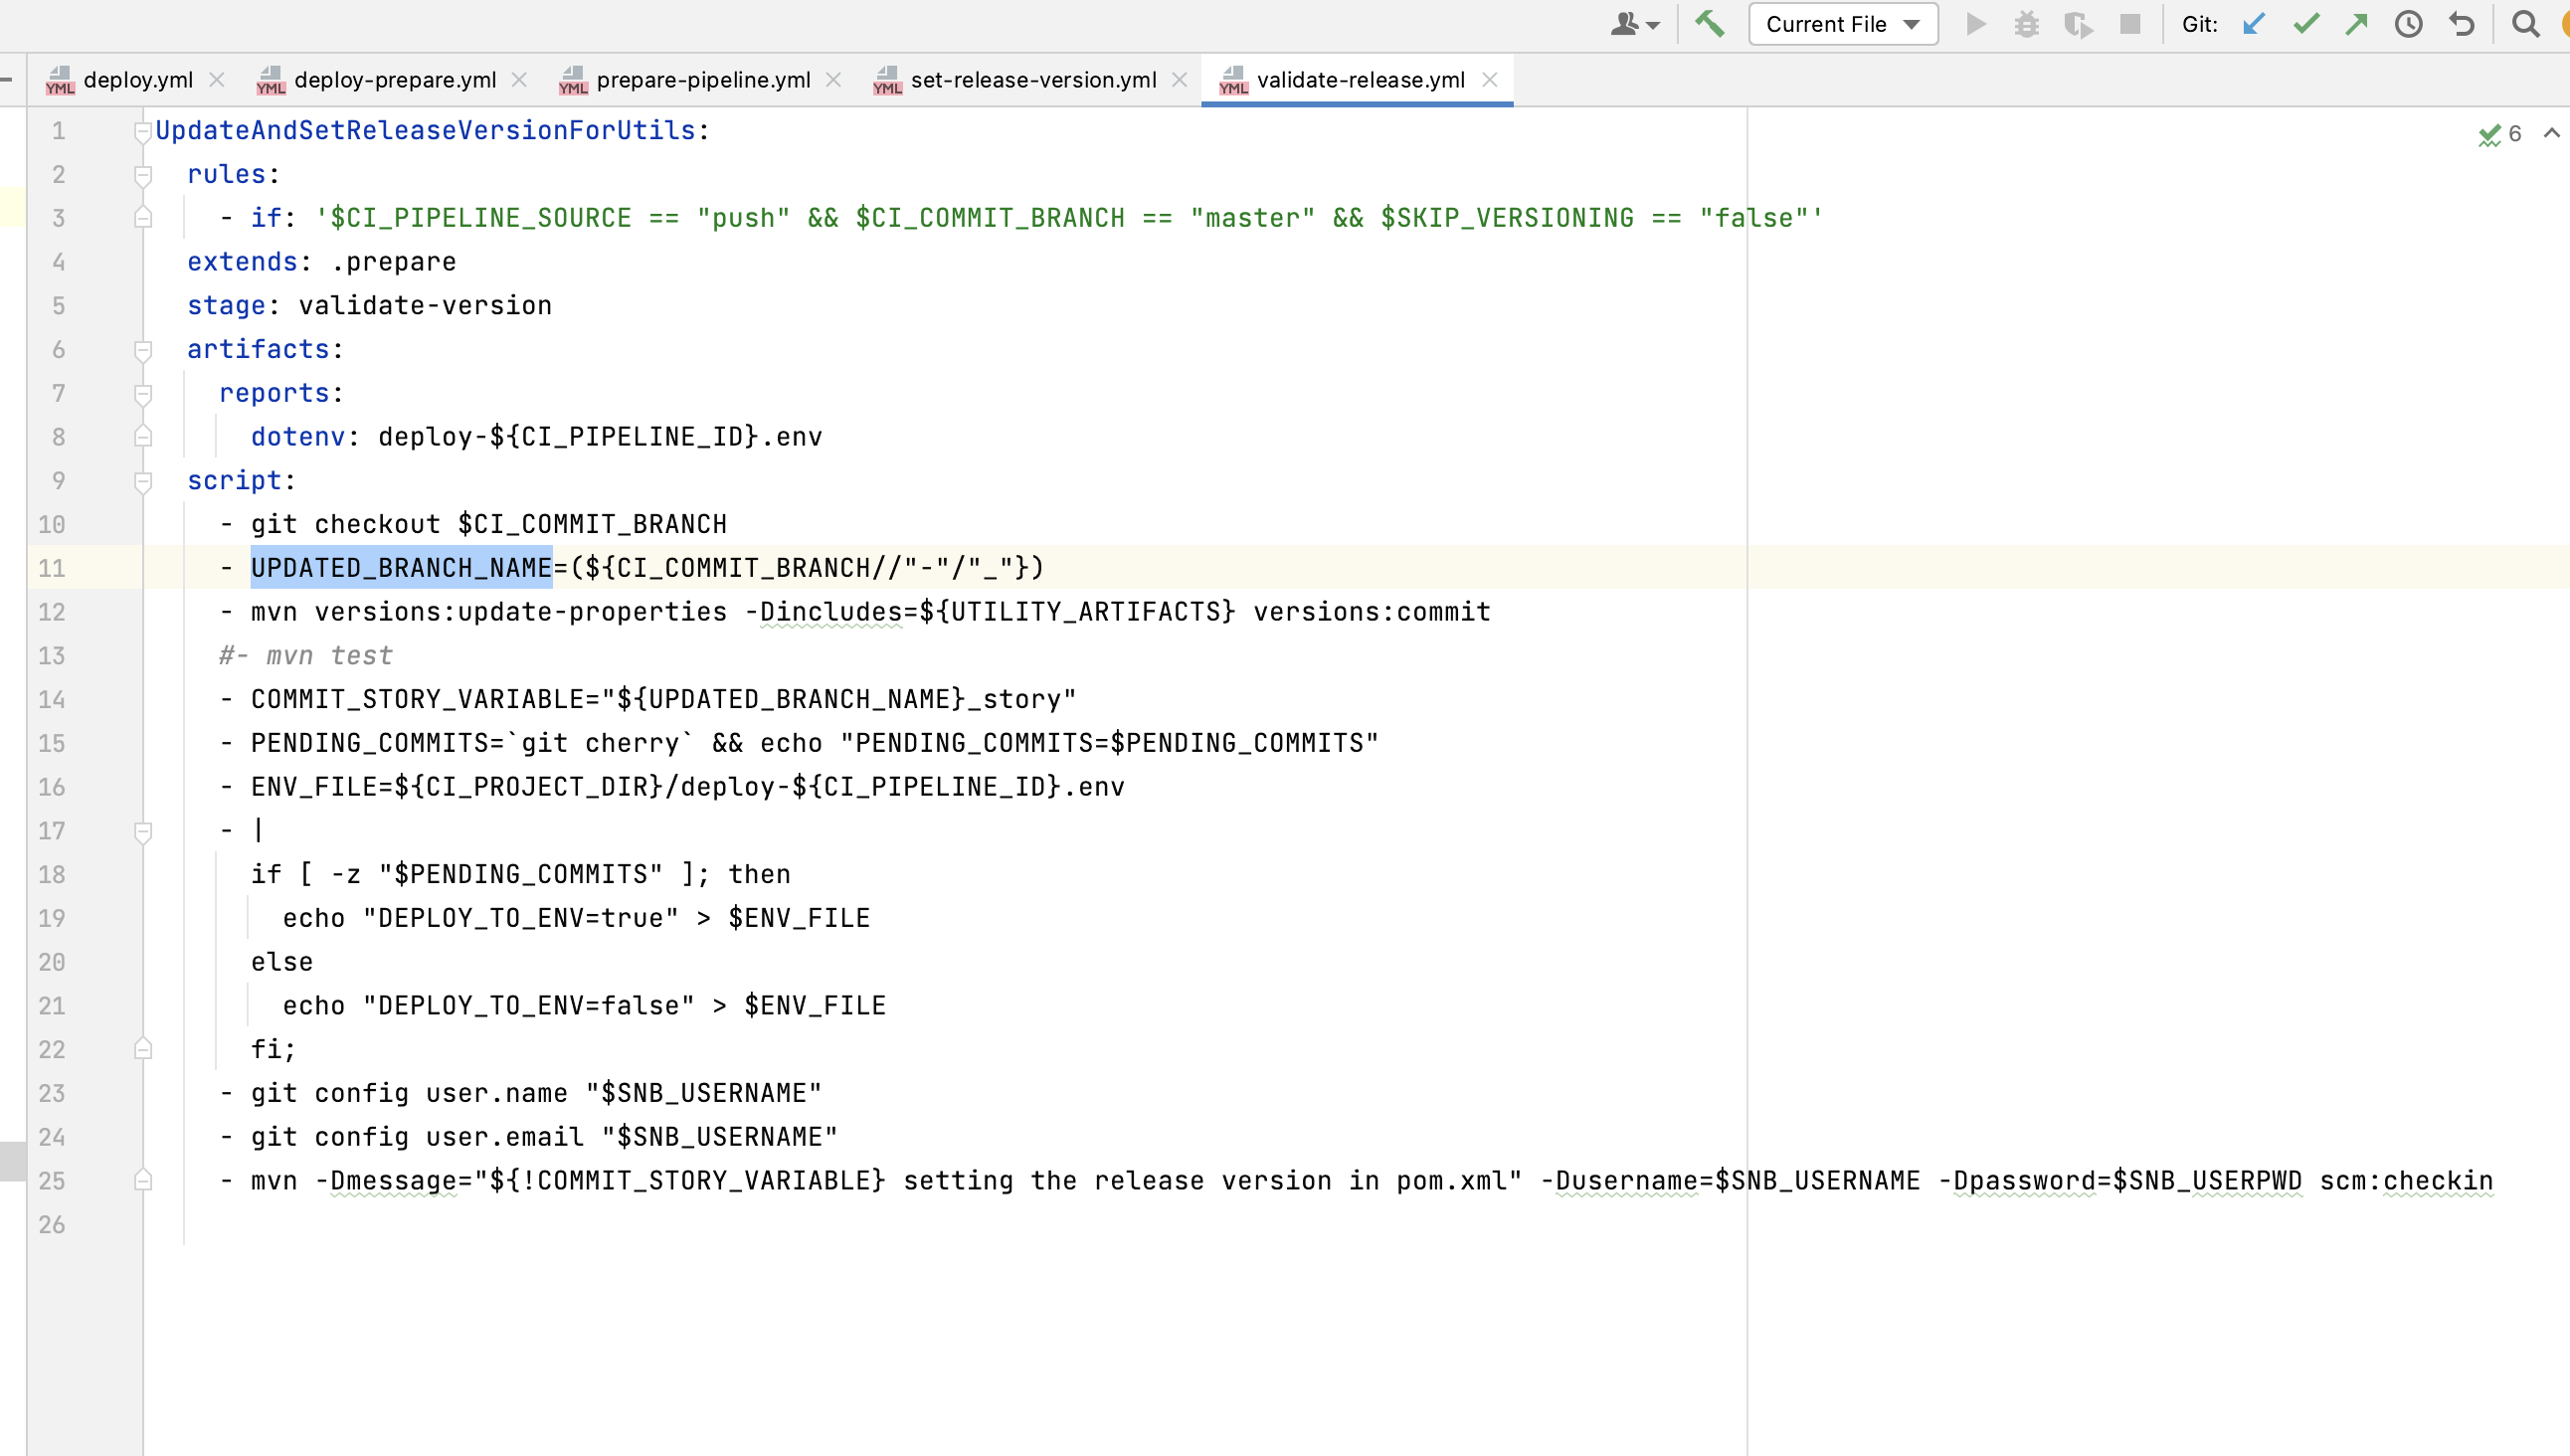 Current File
Git:
YML deploy.yml
YML deploy-prepare.yml
YML prepare-pipeline.yml
YML set-release-version.yml
YML validate-release.yml
6
1 UpdateAndSetReleaseVersionForUtils:
2   rules:
3     - if: '$CI_PIPELINE_SOURCE == "push" && $CI_COMMIT_BRANCH == "master" && $SKIP_VERSIONING == "false"'
4   extends: .prepare
5   stage: validate-version
6   artifacts:
7     reports:
8       dotenv: deploy-${CI_PIPELINE_ID}.env
9   script:
10     - git checkout $CI_COMMIT_BRANCH
11     - UPDATED_BRANCH_NAME=(${CI_COMMIT_BRANCH//"-"/"_"})
12     - mvn versions:update-properties -Dincludes=${UTILITY_ARTIFACTS} versions:commit
13     #- mvn test
14     - COMMIT_STORY_VARIABLE="${UPDATED_BRANCH_NAME}_story"
15     - PENDING_COMMITS=`git cherry` && echo "PENDING_COMMITS=$PENDING_COMMITS"
16     - ENV_FILE=${CI_PROJECT_DIR}/deploy-${CI_PIPELINE_ID}.env
17     - |
18       if [ -z "$PENDING_COMMITS" ]; then
19         echo "DEPLOY_TO_ENV=true" > $ENV_FILE
20       else
21         echo "DEPLOY_TO_ENV=false" > $ENV_FILE
22       fi;
23     - git config user.name "$SNB_USERNAME"
24     - git config user.email "$SNB_USERNAME"
25     - mvn -Dmessage="${!COMMIT_STORY_VARIABLE} setting the release version in pom.xml" -Dusername=$SNB_USERNAME -Dpassword=$SNB_USERPWD scm:checkin
26